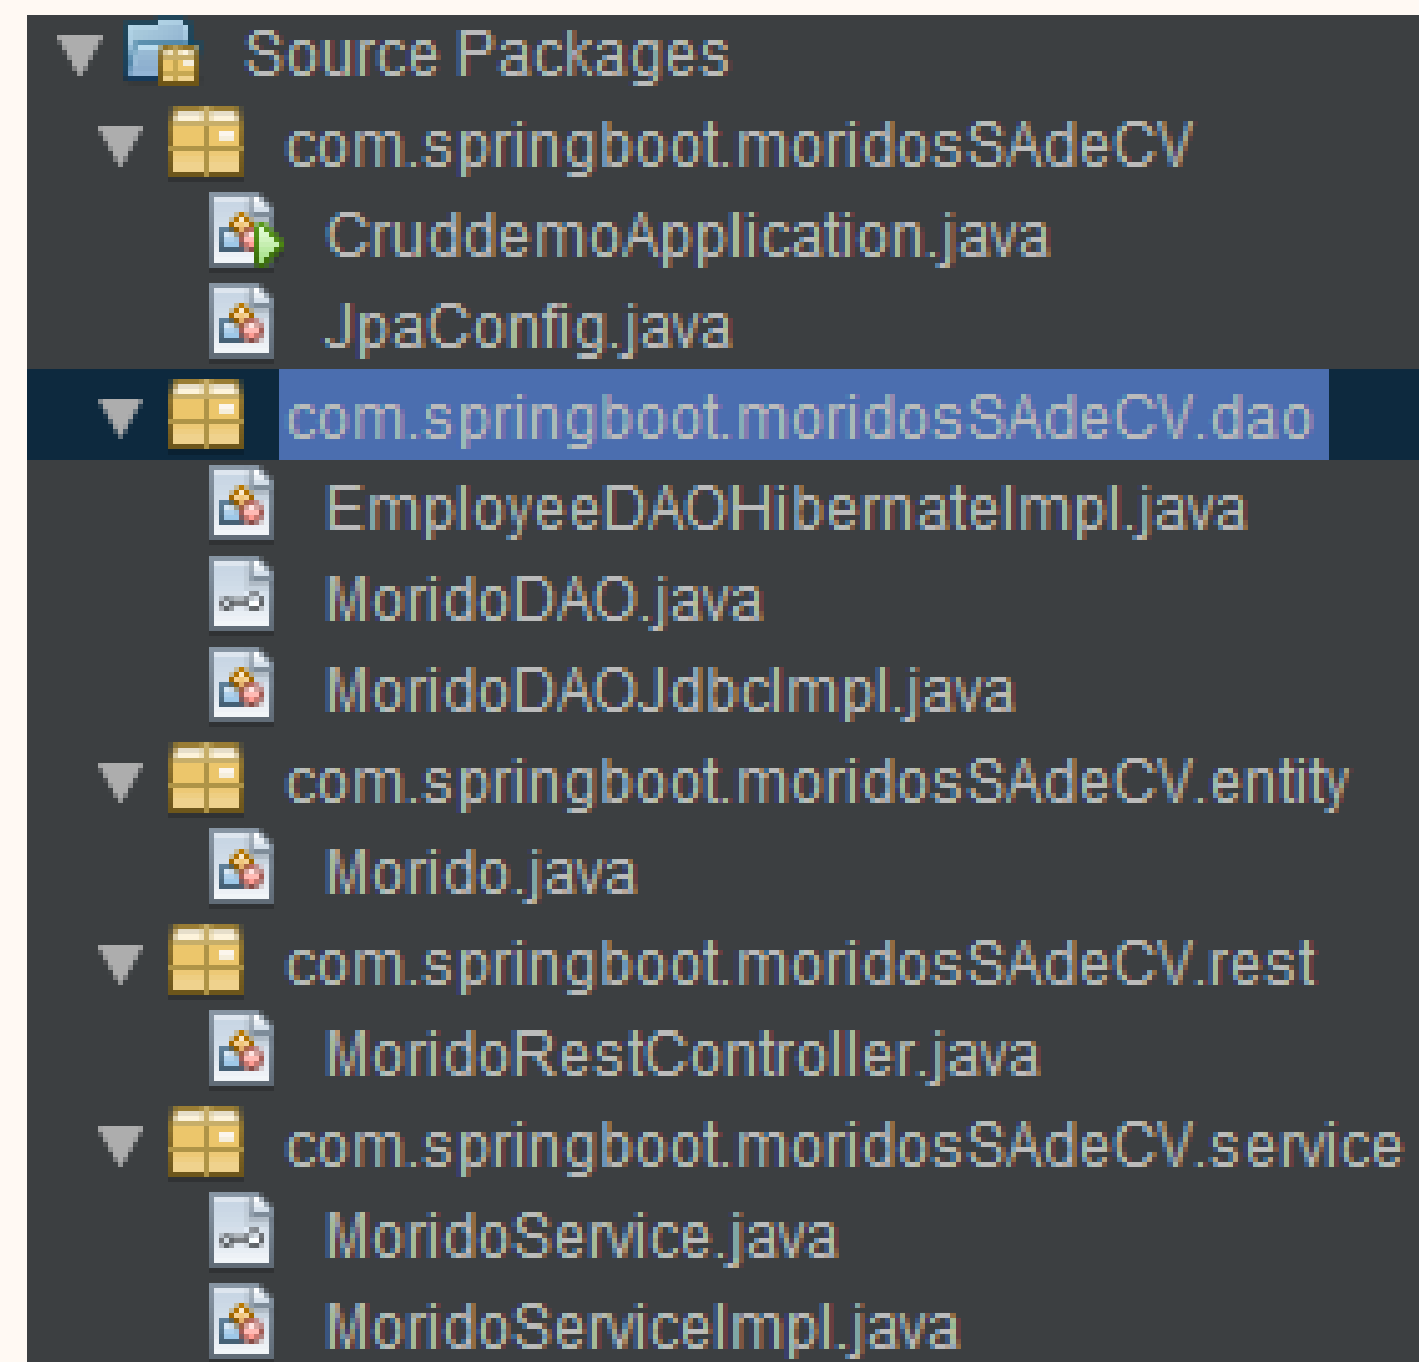 Source Packages
com.springboot.moridosSAdeCV
CruddemoApplication.java
JpaConfig.java
com.springboot.moridosSAdeCV.dao
EmployeeDAOHibernateImpl.java
MoridoDAO.java
MoridoDAOJdbcImpl.java
com.springboot.moridosSAdeCV.entity
Morido.java
com.springboot.moridosSAdeCV.rest
MoridoRestController.java
com.springboot.moridosSAdeCV.service
MoridoService.java
MoridoServiceImpl.java